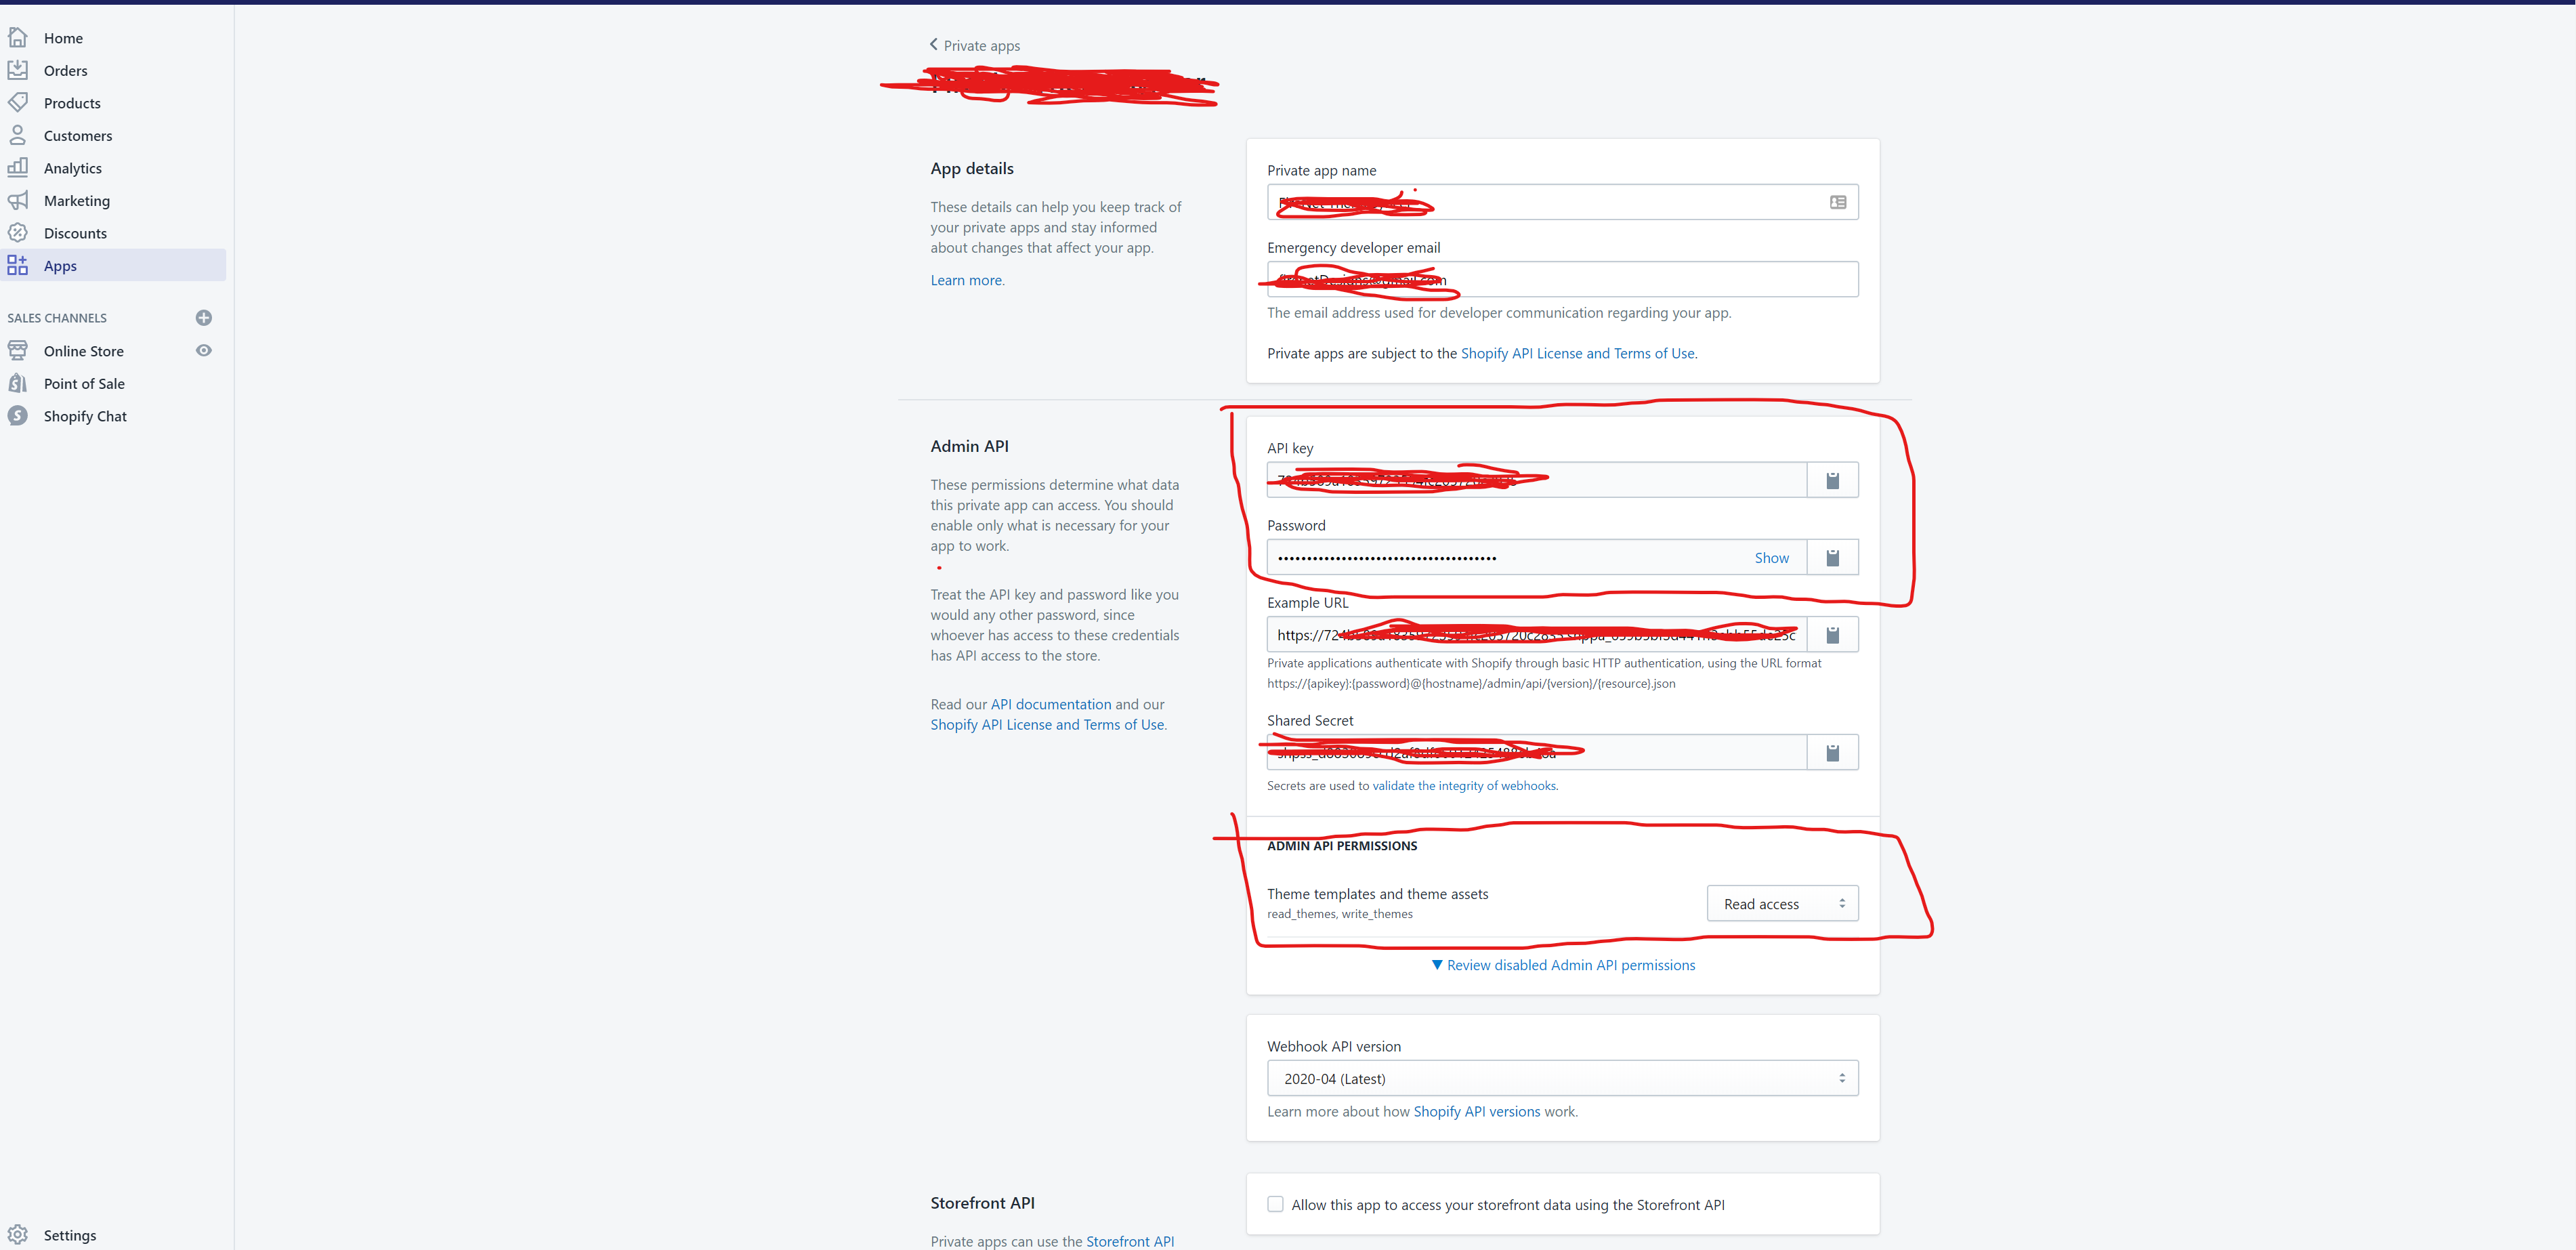 Home
Orders
Products
Customers
Analytics
Marketing
Discounts
Apps
SALES CHANNELS
Online Store
Point of Sale
Shopify Chat
Settings
Private apps
App details
These details can help you keep track of
your private apps and stay informed
about changes that affect your app.
Learn more.
Private app name
Emergency developer email
The email address used for developer communication regarding your app.
Private apps are subject to the Shopify API License and Terms of Use.
Admin API
These permissions determine what data
this private app can access. You should
enable only what is necessary for your
app to work.
Treat the API key and password like you
would any other password, since
whoever has access to these credentials
has API access to the store.
Read our API documentation and our
Shopify API License and Terms of Use.
API key
Password
••••••••••••••••••••••••••••••••••••••
Show
Example URL
Private applications authenticate with Shopify through basic HTTP authentication, using the URL format
https://{apikey}:{password}@{hostname}/admin/api/{version}/{resource}.json
Shared Secret
Secrets are used to validate the integrity of webhooks.
ADMIN API PERMISSIONS
Theme templates and theme assets
read_themes, write_themes
Read access
▼ Review disabled Admin API permissions
Webhook API version
2020-04 (Latest)
Learn more about how Shopify API versions work.
Storefront API
Private apps can use the Storefront API
Allow this app to access your storefront data using the Storefront API